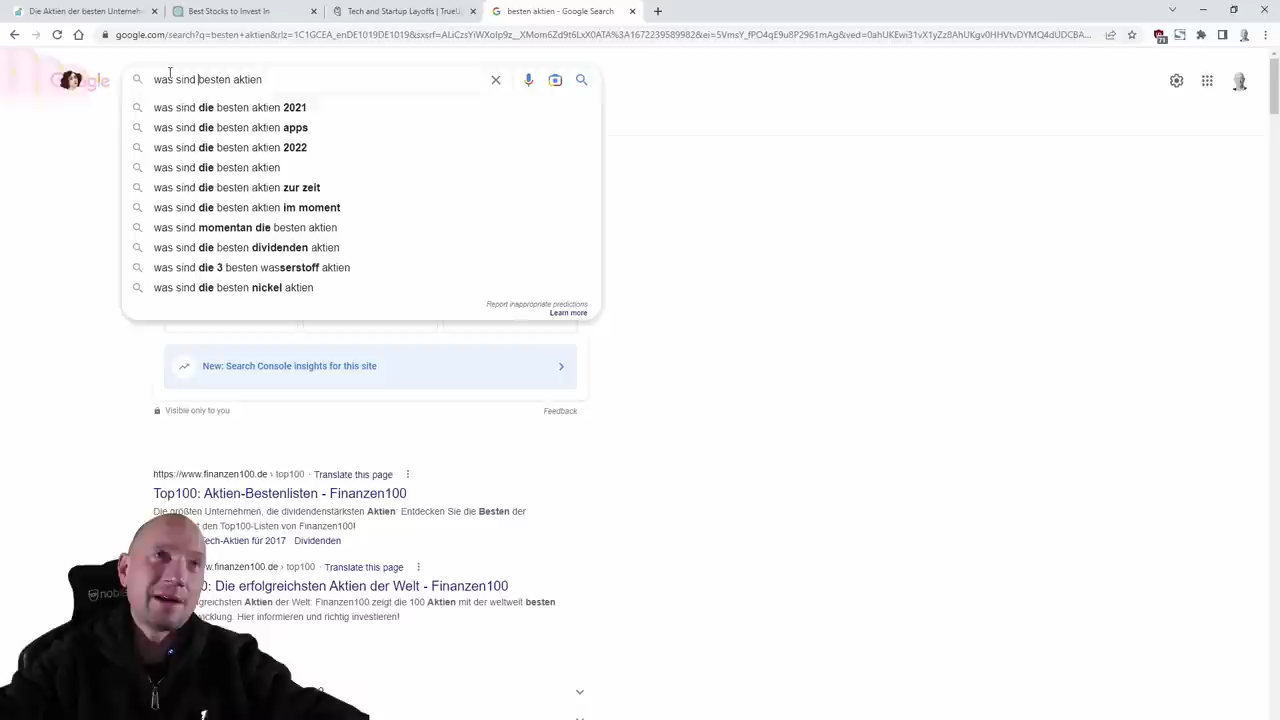 Die Aktien der besten Unternehme
Best Stocks to Invest In
Tech and Startup Layoffs | TrueU
besten aktien - Google Search
google.com/search?q=besten+aktien&rlz=1C1GCEA_enDE1019DE1019&sxsrf=ALiCzsYiWXoIp9z_XMom6Zd9t6LxX0ATA%3A1672239589982&ei=5VmsY_fPO4qE9u8P2961mAg&ved=0ahUKEwi31vX1yZz8AhUKgv0HHVtvDYMQ4dUDCBA...
71
Google
was sind besten aktien
was sind die besten aktien 2021
was sind die besten aktien apps
was sind die besten aktien 2022
was sind die besten aktien
was sind die besten aktien zur zeit
was sind die besten aktien im moment
was sind momentan die besten aktien
was sind die besten dividenden aktien
was sind die 3 besten wasserstoff aktien
was sind die besten nickel aktien
Report inappropriate predictions
Learn more
New: Search Console insights for this site
Visible only to you
Feedback
https://www.finanzen100.de › top100 · Translate this page
Top100: Aktien-Bestenlisten - Finanzen100
Die größten Unternehmen, die dividendenstärksten Aktien: Entdecken Sie die Besten der
den Top100-Listen von Finanzen100!
ech-Aktien für 2017 Dividenden
w.finanzen100.de › top100 · Translate this page
0: Die erfolgreichsten Aktien der Welt - Finanzen100
greichsten Aktien der Welt: Finanzen100 zeigt die 100 Aktien mit der weltweit besten
wicklung. Hier informieren und richtig investieren!